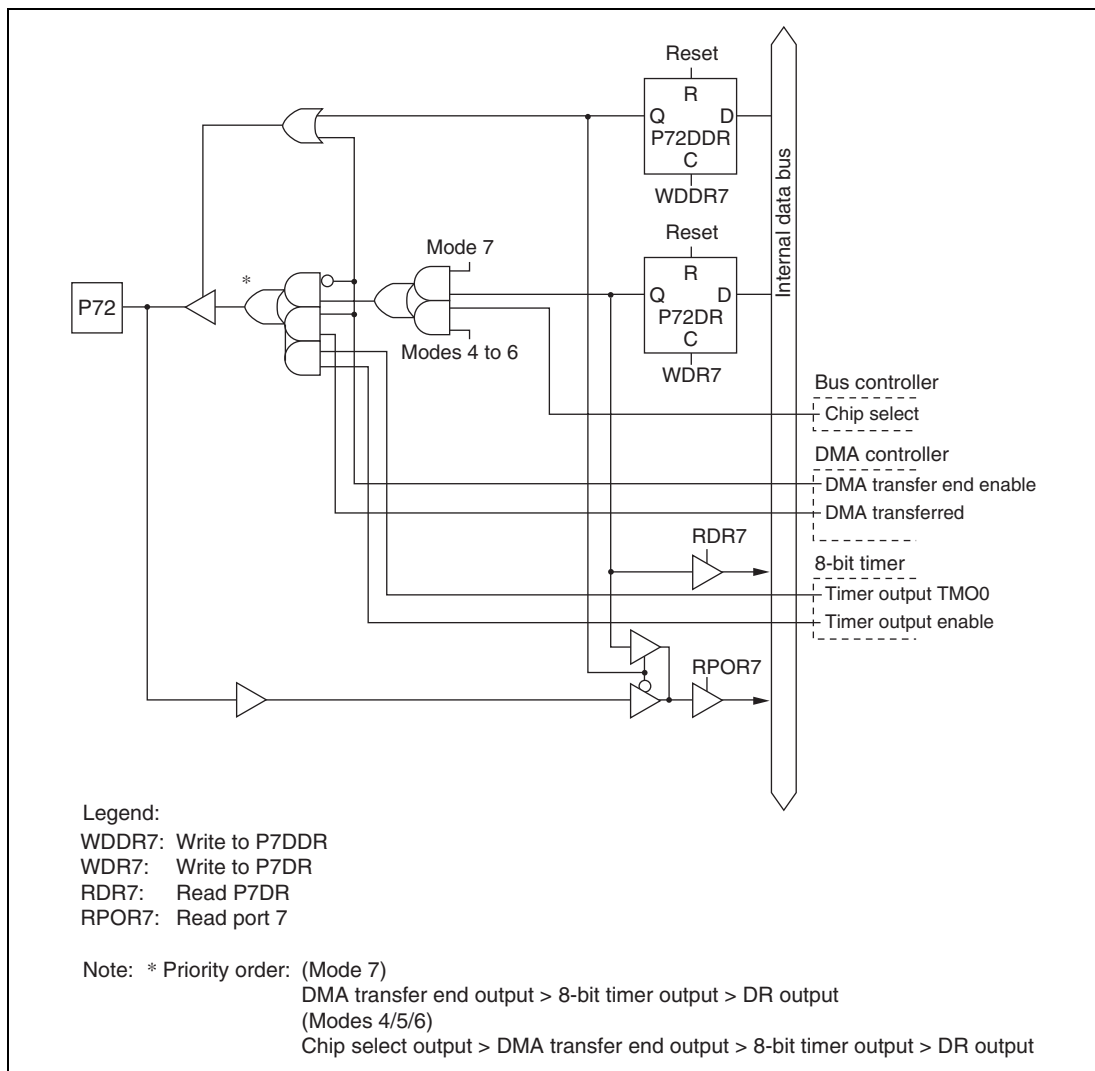 Reset
R
Q D
P72DDR
C
WDDR7
Internal data bus
Reset
R
Q D
P72DR
C
WDR7
Mode 7
*
P72
Modes 4 to 6
Bus controller
Chip select
DMA controller
DMA transfer end enable
DMA transferred
RDR7
8-bit timer
Timer output TMO0
Timer output enable
RPOR7
Legend:
WDDR7: Write to P7DDR
WDR7: Write to P7DR
RDR7: Read P7DR
RPOR7: Read port 7
Note: * Priority order: (Mode 7)
DMA transfer end output > 8-bit timer output > DR output
(Modes 4/5/6)
Chip select output > DMA transfer end output > 8-bit timer output > DR output